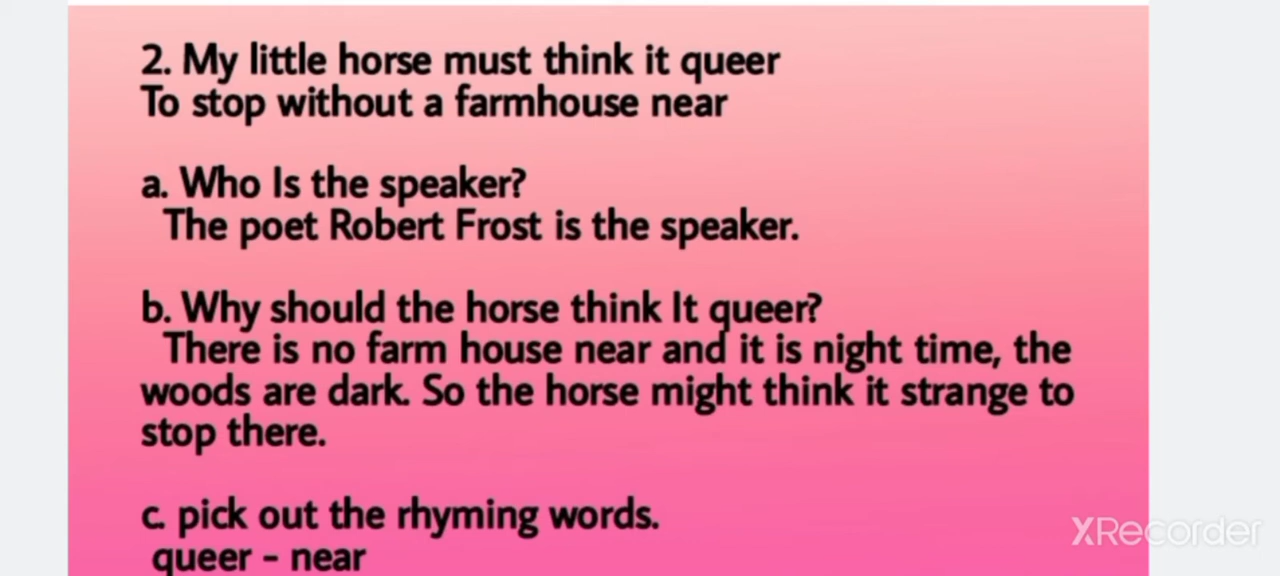 2. My little horse must think it queer
To stop without a farmhouse near
a. Who Is the speaker?
The poet Robert Frost is the speaker.
b. Why should the horse think It queer?
There is no farm house near and it is night time, the
woods are dark. So the horse might think it strange to
stop there.
c. pick out the rhyming words.
queer - near
XRecorder